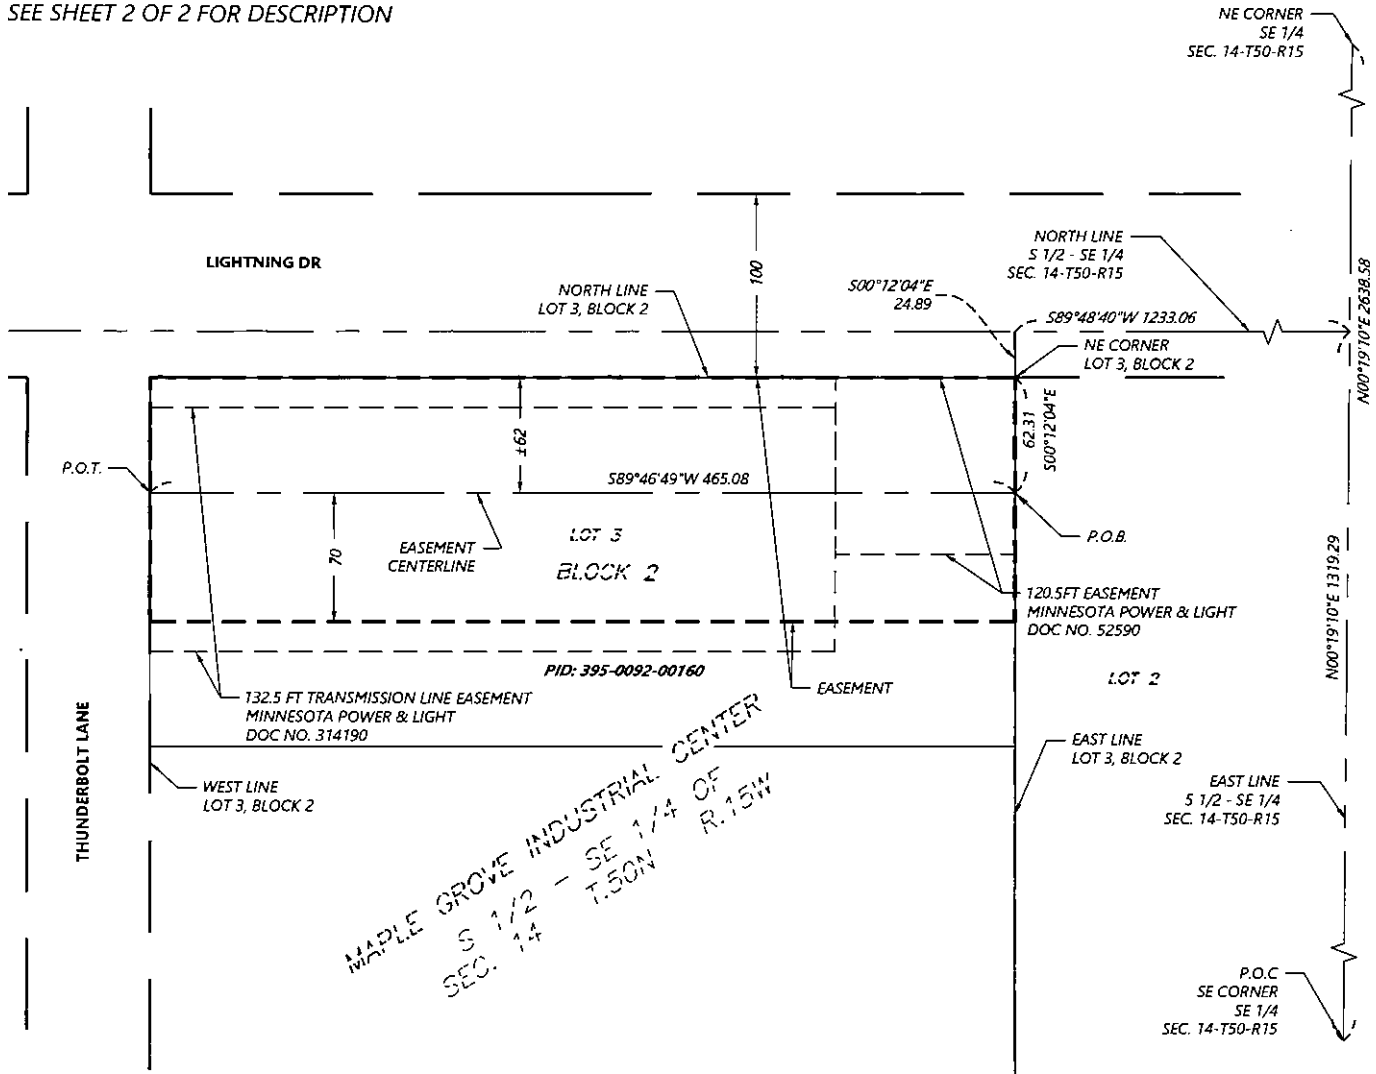 SEE SHEET 2 OF 2 FOR DESCRIPTION
NE CORNER
SE 1/4
SEC. 14-T50-R15
LIGHTNING DR
100
NORTH LINE
S 1/2 - SE 1/4
SEC. 14-T50-R15
NORTH LINE
LOT 3, BLOCK 2
S00°12'04"E
24.89
S89°48'40"W 1233.06
N00°19'10"E 2638.58
NE CORNER
LOT 3, BLOCK 2
±62
62.31
S00°12'04"E
P.O.T.
S89°46'49"W 465.08
70
EASEMENT
CENTERLINE
LOT 3
BLOCK 2
P.O.B.
120.5FT EASEMENT
MINNESOTA POWER & LIGHT
DOC NO. 52590
N00°19'10"E 1319.29
PID: 395-0092-00160
EASEMENT
LOT 2
132.5 FT TRANSMISSION LINE EASEMENT
MINNESOTA POWER & LIGHT
DOC NO. 314190
THUNDERBOLT LANE
WEST LINE
LOT 3, BLOCK 2
EAST LINE
LOT 3, BLOCK 2
EAST LINE
S 1/2 - SE 1/4
SEC. 14-T50-R15
MAPLE GROVE INDUSTRIAL CENTER
S 1/2 - SE 1/4 OF
SEC. 14 T.50N R.15W
P.O.C
SE CORNER
SE 1/4
SEC. 14-T50-R15